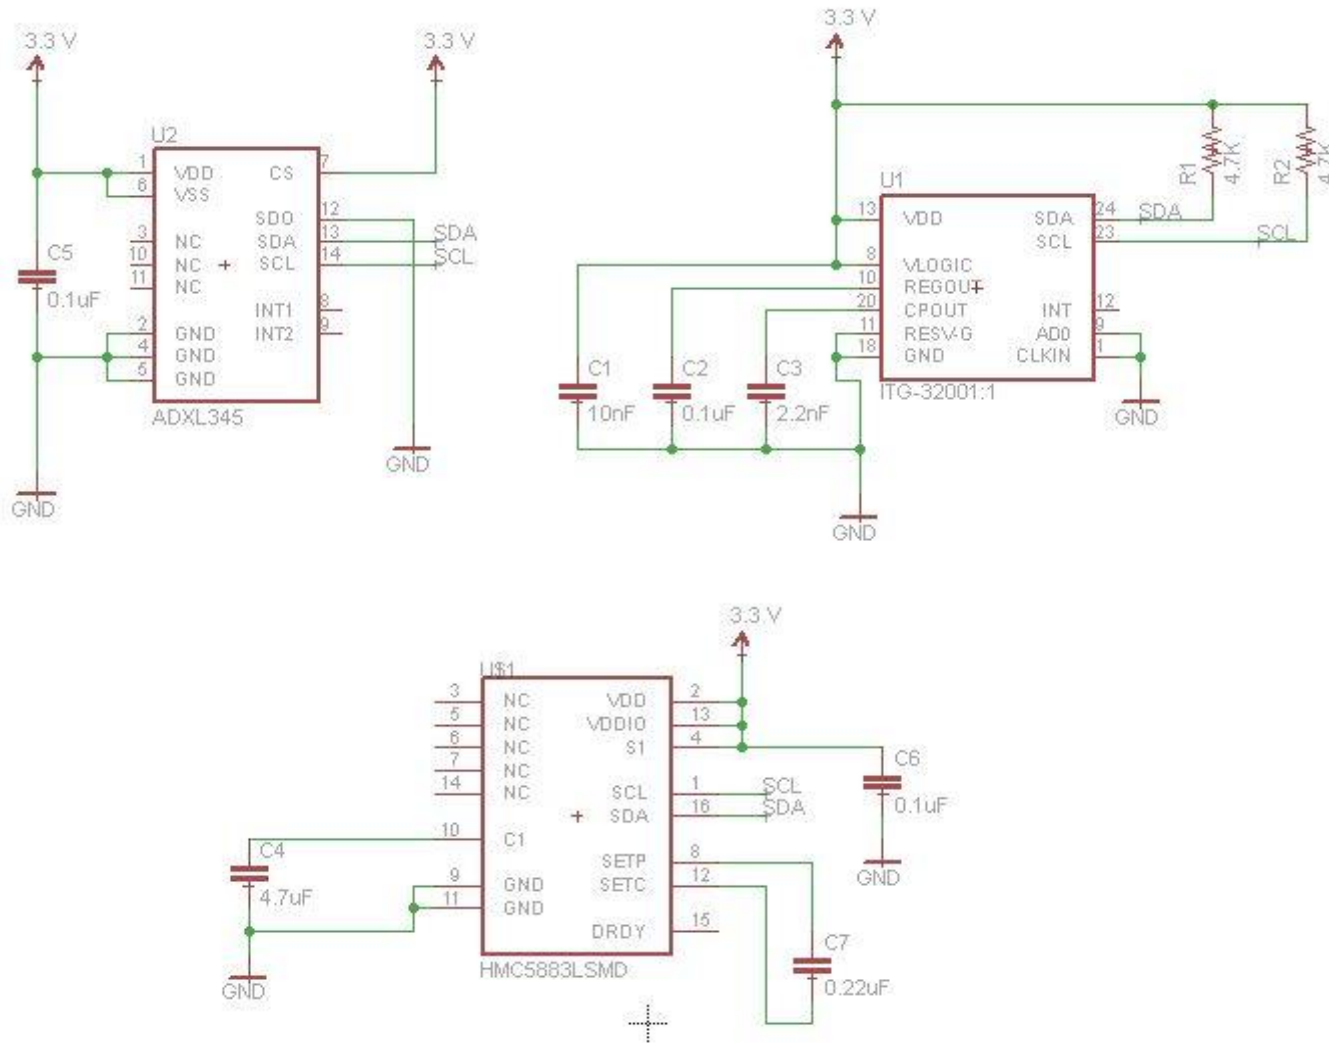 3.3 V
3.3 V
U2
1 VDD CS 7
6 VSS
SDO 12
3 NC SDA 13 SDA
10 NC SCL 14 SCL
11 NC
INT1 8
2 GND INT2 9
4 GND
5 GND
ADXL345
C5
0.1uF
GND
GND
3.3 V
R1
4.7K
R2
4.7K
U1
13 VDD SDA 24 SDA
SCL 23 SCL
8 VLOGIC
10 REGOUT
20 CPOUT INT 12
11 RESV-G AD0 9
18 GND CLKIN 1
ITG-32001:1
C1
10nF
C2
0.1uF
C3
2.2nF
GND
GND
3.3 V
U$1
3 NC VDD 2
5 NC VDDIO 13
6 NC S1 4
7 NC
14 NC SCL 1 SCL
SDA 16 SDA
10 C1
SETP 8
9 GND SETC 12
11 GND
DRDY 15
HMC5883LSMD
C4
4.7uF
GND
C6
0.1uF
GND
C7
0.22uF